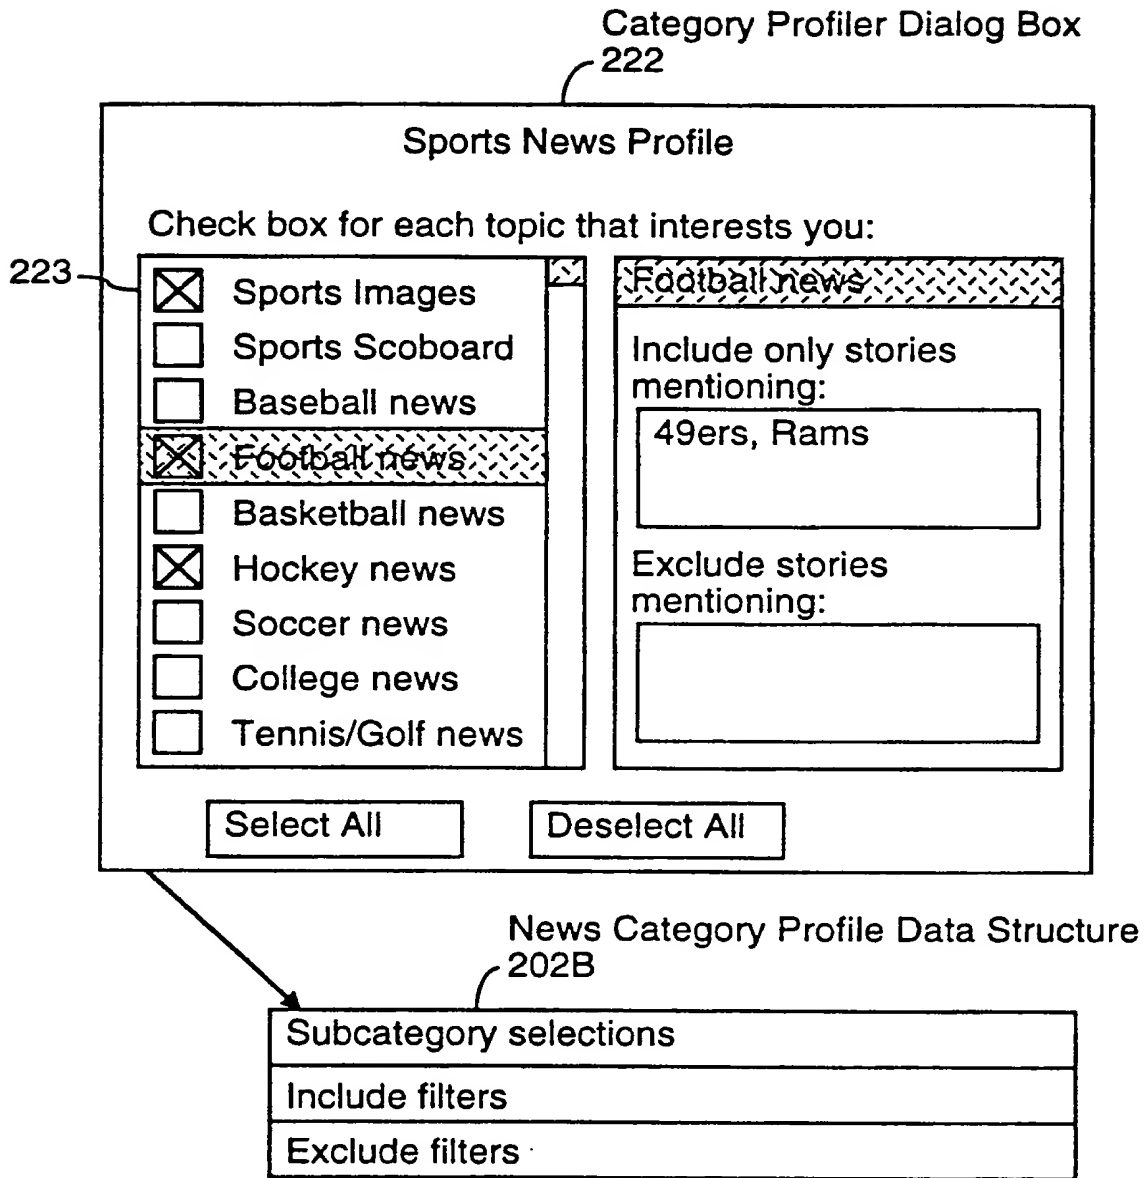 Category Profiler Dialog Box
222
Sports News Profile
Check box for each topic that interests you:
223
Sports Images
Sports Scoboard
Baseball news
Football news
Basketball news
Hockey news
Soccer news
College news
Tennis/Golf news
Football news
Include only stories
mentioning:
49ers, Rams
Exclude stories
mentioning:
Select All
Deselect All
News Category Profile Data Structure
202B
Subcategory selections
Include filters
Exclude filters